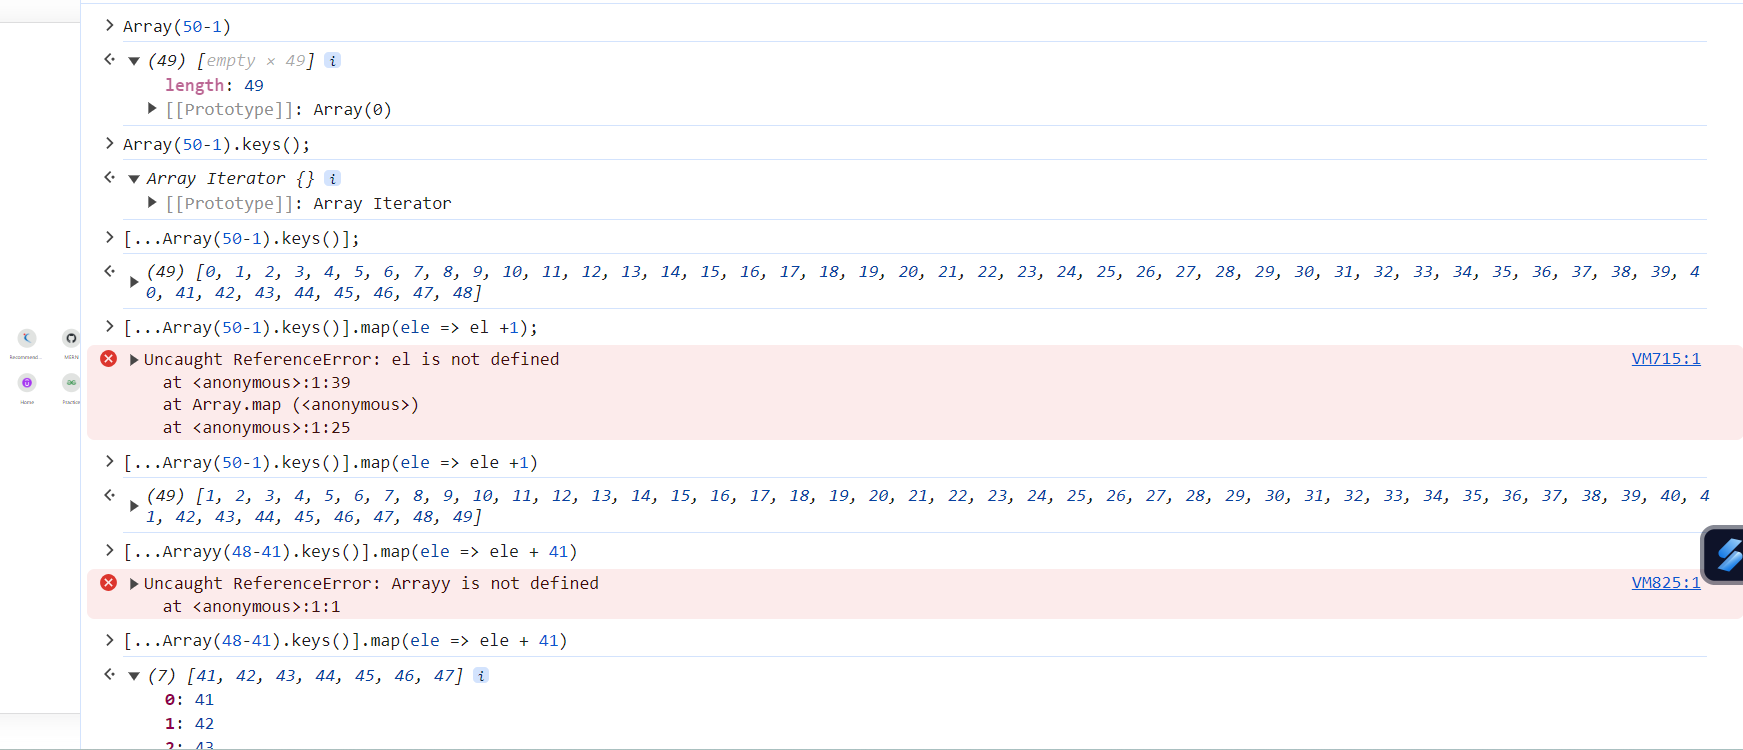 Array(50-1)
(49) [empty × 49] i
length: 49
[[Prototype]]: Array(0)
Array(50-1).keys();
Array Iterator {} i
[[Prototype]]: Array Iterator
[...Array(50-1).keys()];
(49) [0, 1, 2, 3, 4, 5, 6, 7, 8, 9, 10, 11, 12, 13, 14, 15, 16, 17, 18, 19, 20, 21, 22, 23, 24, 25, 26, 27, 28, 29, 30, 31, 32, 33, 34, 35, 36, 37, 38, 39, 4
0, 41, 42, 43, 44, 45, 46, 47, 48]
[...Array(50-1).keys()].map(ele => el +1);
Uncaught ReferenceError: el is not defined VM715:1
at <anonymous>:1:39
at Array.map (<anonymous>)
at <anonymous>:1:25
Recommend... MERN
Home Practice
[...Array(50-1).keys()].map(ele => ele +1)
(49) [1, 2, 3, 4, 5, 6, 7, 8, 9, 10, 11, 12, 13, 14, 15, 16, 17, 18, 19, 20, 21, 22, 23, 24, 25, 26, 27, 28, 29, 30, 31, 32, 33, 34, 35, 36, 37, 38, 39, 40, 4
1, 42, 43, 44, 45, 46, 47, 48, 49]
[...Arrayy(48-41).keys()].map(ele => ele + 41)
Uncaught ReferenceError: Arrayy is not defined VM825:1
at <anonymous>:1:1
[...Array(48-41).keys()].map(ele => ele + 41)
(7) [41, 42, 43, 44, 45, 46, 47] i
0: 41
1: 42
2: 43